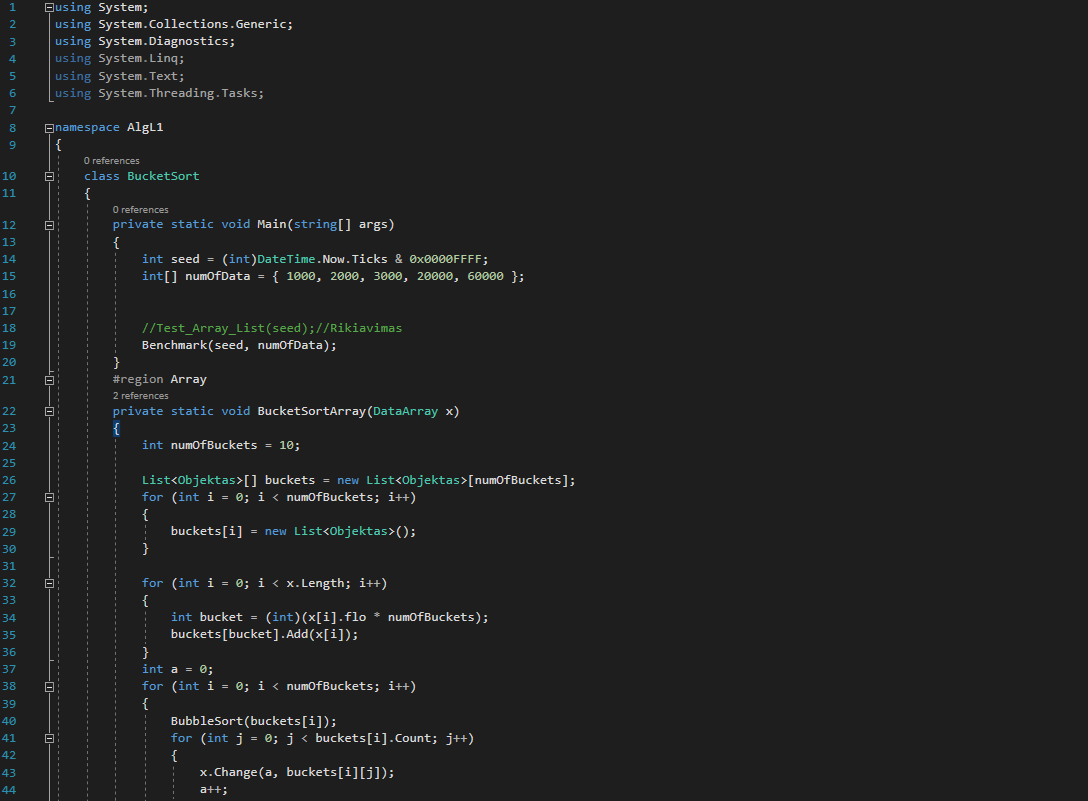 1 using System;
2 using System.Collections.Generic;
3 using System.Diagnostics;
4 using System.Linq;
5 using System.Text;
6 using System.Threading.Tasks;
7
8 namespace AlgL1
9 {
0 references
10 class BucketSort
11 {
0 references
12 private static void Main(string[] args)
13 {
14 int seed = (int)DateTime.Now.Ticks & 0x0000FFFF;
15 int[] numOfData = { 1000, 2000, 3000, 20000, 60000 };
16
17
18 //Test_Array_List(seed);//Rikiavimas
19 Benchmark(seed, numOfData);
20 }
21 #region Array
2 references
22 private static void BucketSortArray(DataArray x)
23 {
24 int numOfBuckets = 10;
25
26 List<Objektas>[] buckets = new List<Objektas>[numOfBuckets];
27 for (int i = 0; i < numOfBuckets; i++)
28 {
29 buckets[i] = new List<Objektas>();
30 }
31
32 for (int i = 0; i < x.Length; i++)
33 {
34 int bucket = (int)(x[i].flo * numOfBuckets);
35 buckets[bucket].Add(x[i]);
36 }
37 int a = 0;
38 for (int i = 0; i < numOfBuckets; i++)
39 {
40 BubbleSort(buckets[i]);
41 for (int j = 0; j < buckets[i].Count; j++)
42 {
43 x.Change(a, buckets[i][j]);
44 a++;